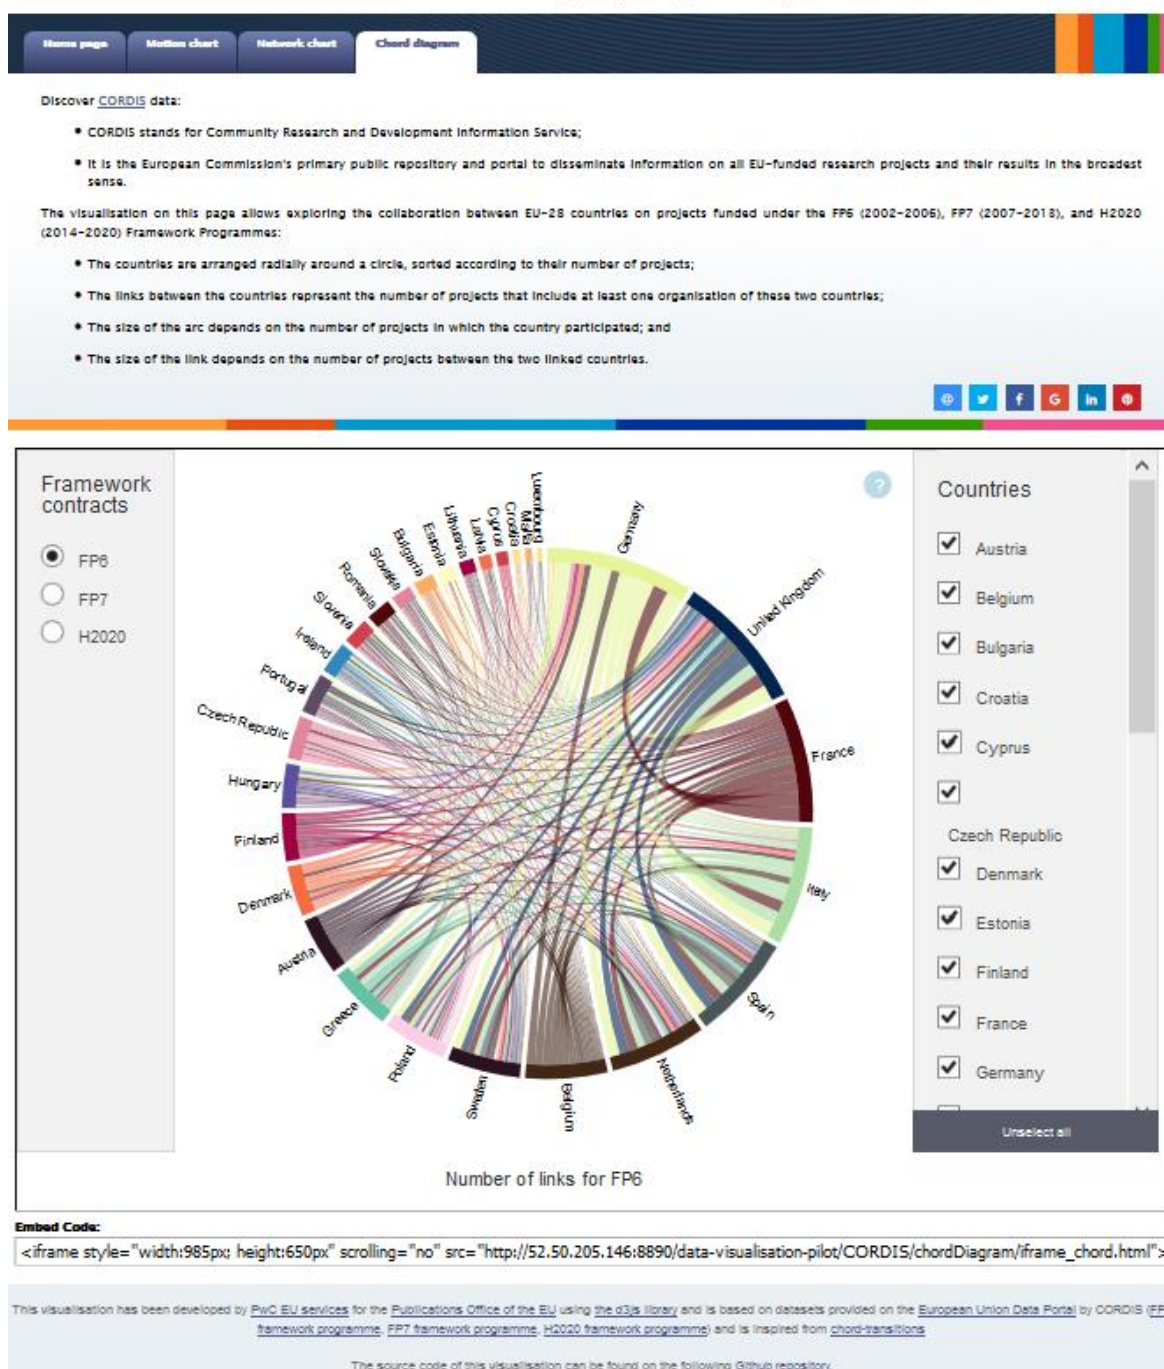 Home page Motion chart Network chart Chord diagram
Discover CORDIS data:
• CORDIS stands for Community Research and Development Information Service;
• It is the European Commission's primary public repository and portal to disseminate information on all EU-funded research projects and their results in the broadest
sense.
The visualisation on this page allows exploring the collaboration between EU-28 countries on projects funded under the FP6 (2002-2006), FP7 (2007-2013), and H2020
(2014-2020) Framework Programmes:
• The countries are arranged radially around a circle, sorted according to their number of projects;
• The links between the countries represent the number of projects that include at least one organisation of these two countries;
• The size of the arc depends on the number of projects in which the country participated; and
• The size of the link depends on the number of projects between the two linked countries.
Framework
contracts
FP6
FP7
H2020
Germany
United Kingdom
France
Italy
Spain
Netherlands
Belgium
Sweden
Poland
Greece
Austria
Denmark
Finland
Hungary
Czech Republic
Portugal
Ireland
Slovenia
Romania
Slovakia
Bulgaria
Estonia
Lithuania
Latvia
Cyprus
Croatia
Malta
Luxembourg
?
Countries
Austria
Belgium
Bulgaria
Croatia
Cyprus
Czech Republic
Denmark
Estonia
Finland
France
Germany
Unselect all
Number of links for FP6
Embed Code:
<iframe style="width:985px; height:650px" scrolling="no" src="http://52.50.205.146:8890/data-visualisation-pilot/CORDIS/chordDiagram/iframe_chord.html">
This visualisation has been developed by PwC EU services for the Publications Office of the EU using the d3js library and is based on datasets provided on the European Union Data Portal by CORDIS (FP
framework programme, FP7 framework programme, H2020 framework programme) and is inspired from chord-transitions
The source code of this visualisation can be found on the following Github repository